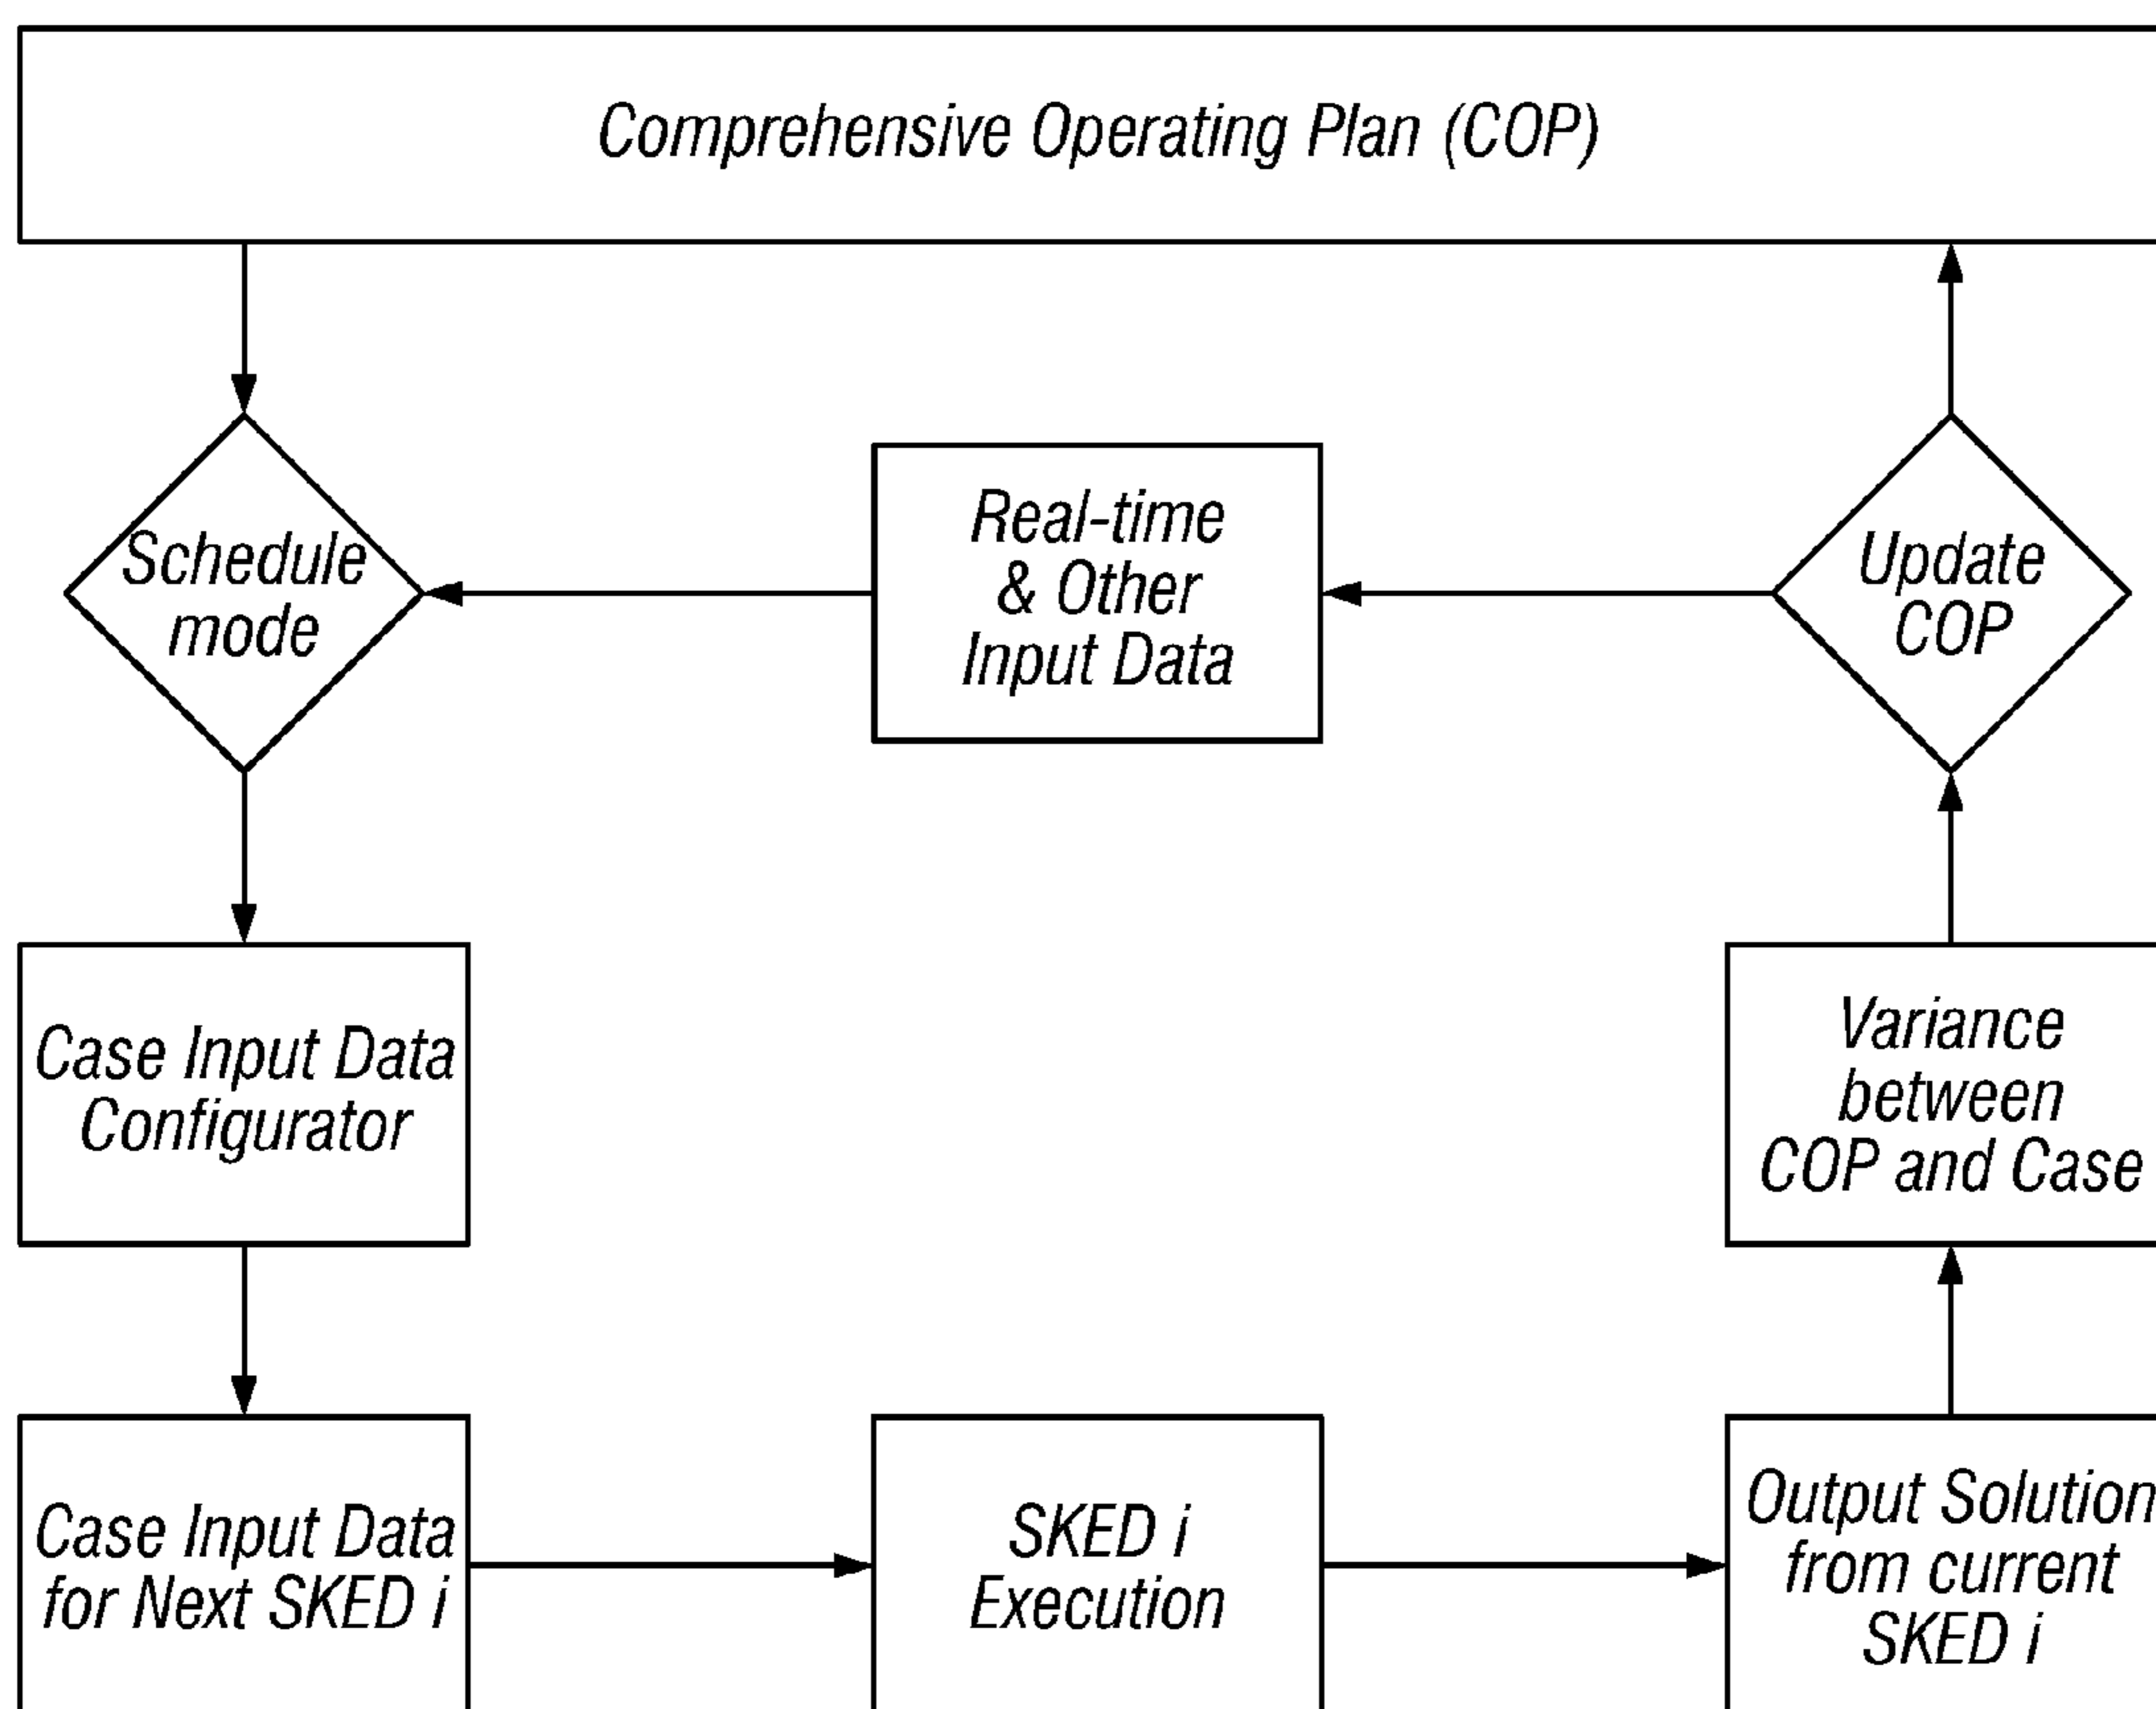 Comprehensive Operating Plan (COP)
Schedule
mode
Real-time
& Other
Input Data
Update
COP
Case Input Data
Configurator
Variance
between
COP and Case
Case Input Data
for Next SKED i
SKED i
Execution
Output Solution
from current
SKED i